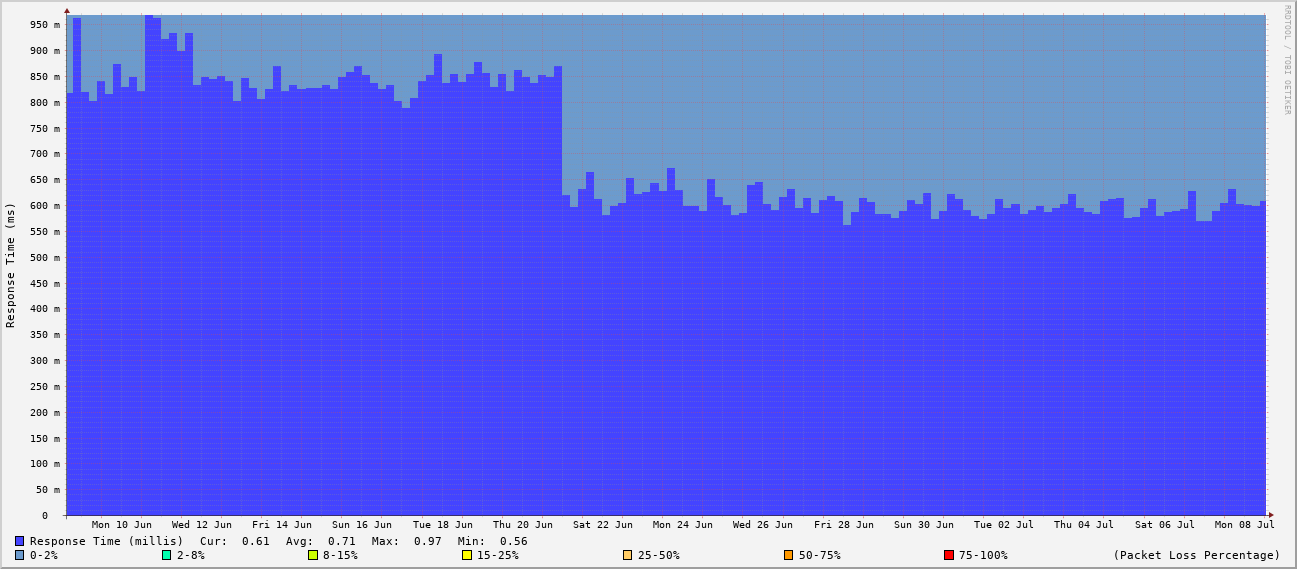 RRDTOOL / TOBI OETIKER
Response Time (ms)
950 m
900 m
850 m
800 m
750 m
700 m
650 m
600 m
550 m
500 m
450 m
400 m
350 m
300 m
250 m
200 m
150 m
100 m
50 m
0
Mon 10 Jun Wed 12 Jun Fri 14 Jun Sun 16 Jun Tue 18 Jun Thu 20 Jun Sat 22 Jun Mon 24 Jun Wed 26 Jun Fri 28 Jun Sun 30 Jun Tue 02 Jul Thu 04 Jul Sat 06 Jul Mon 08 Jul
Response Time (millis) Cur: 0.61 Avg: 0.71 Max: 0.97 Min: 0.56
0-2% 2-8% 8-15% 15-25% 25-50% 50-75% 75-100% (Packet Loss Percentage)